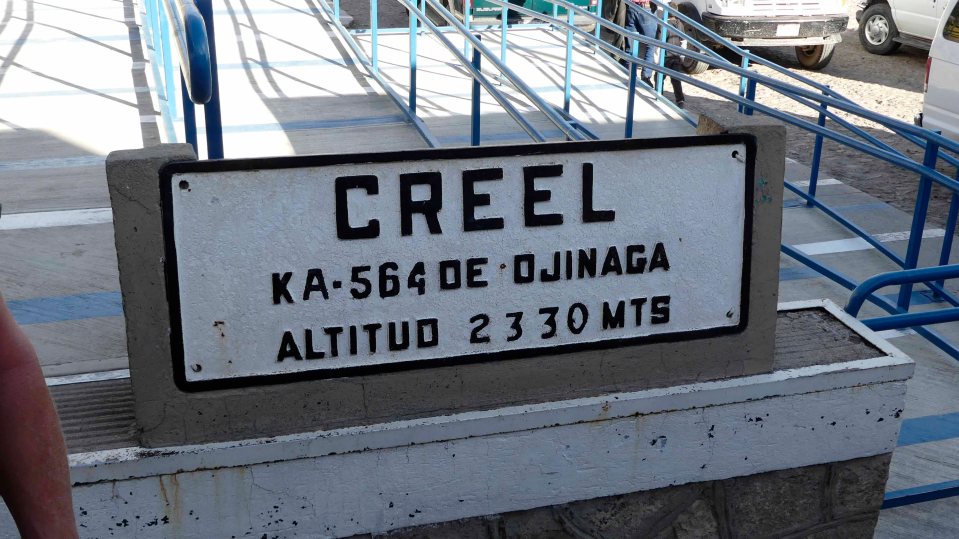 CREEL
KA-564 DE OJINAGA
ALTITUD 2330 MTS